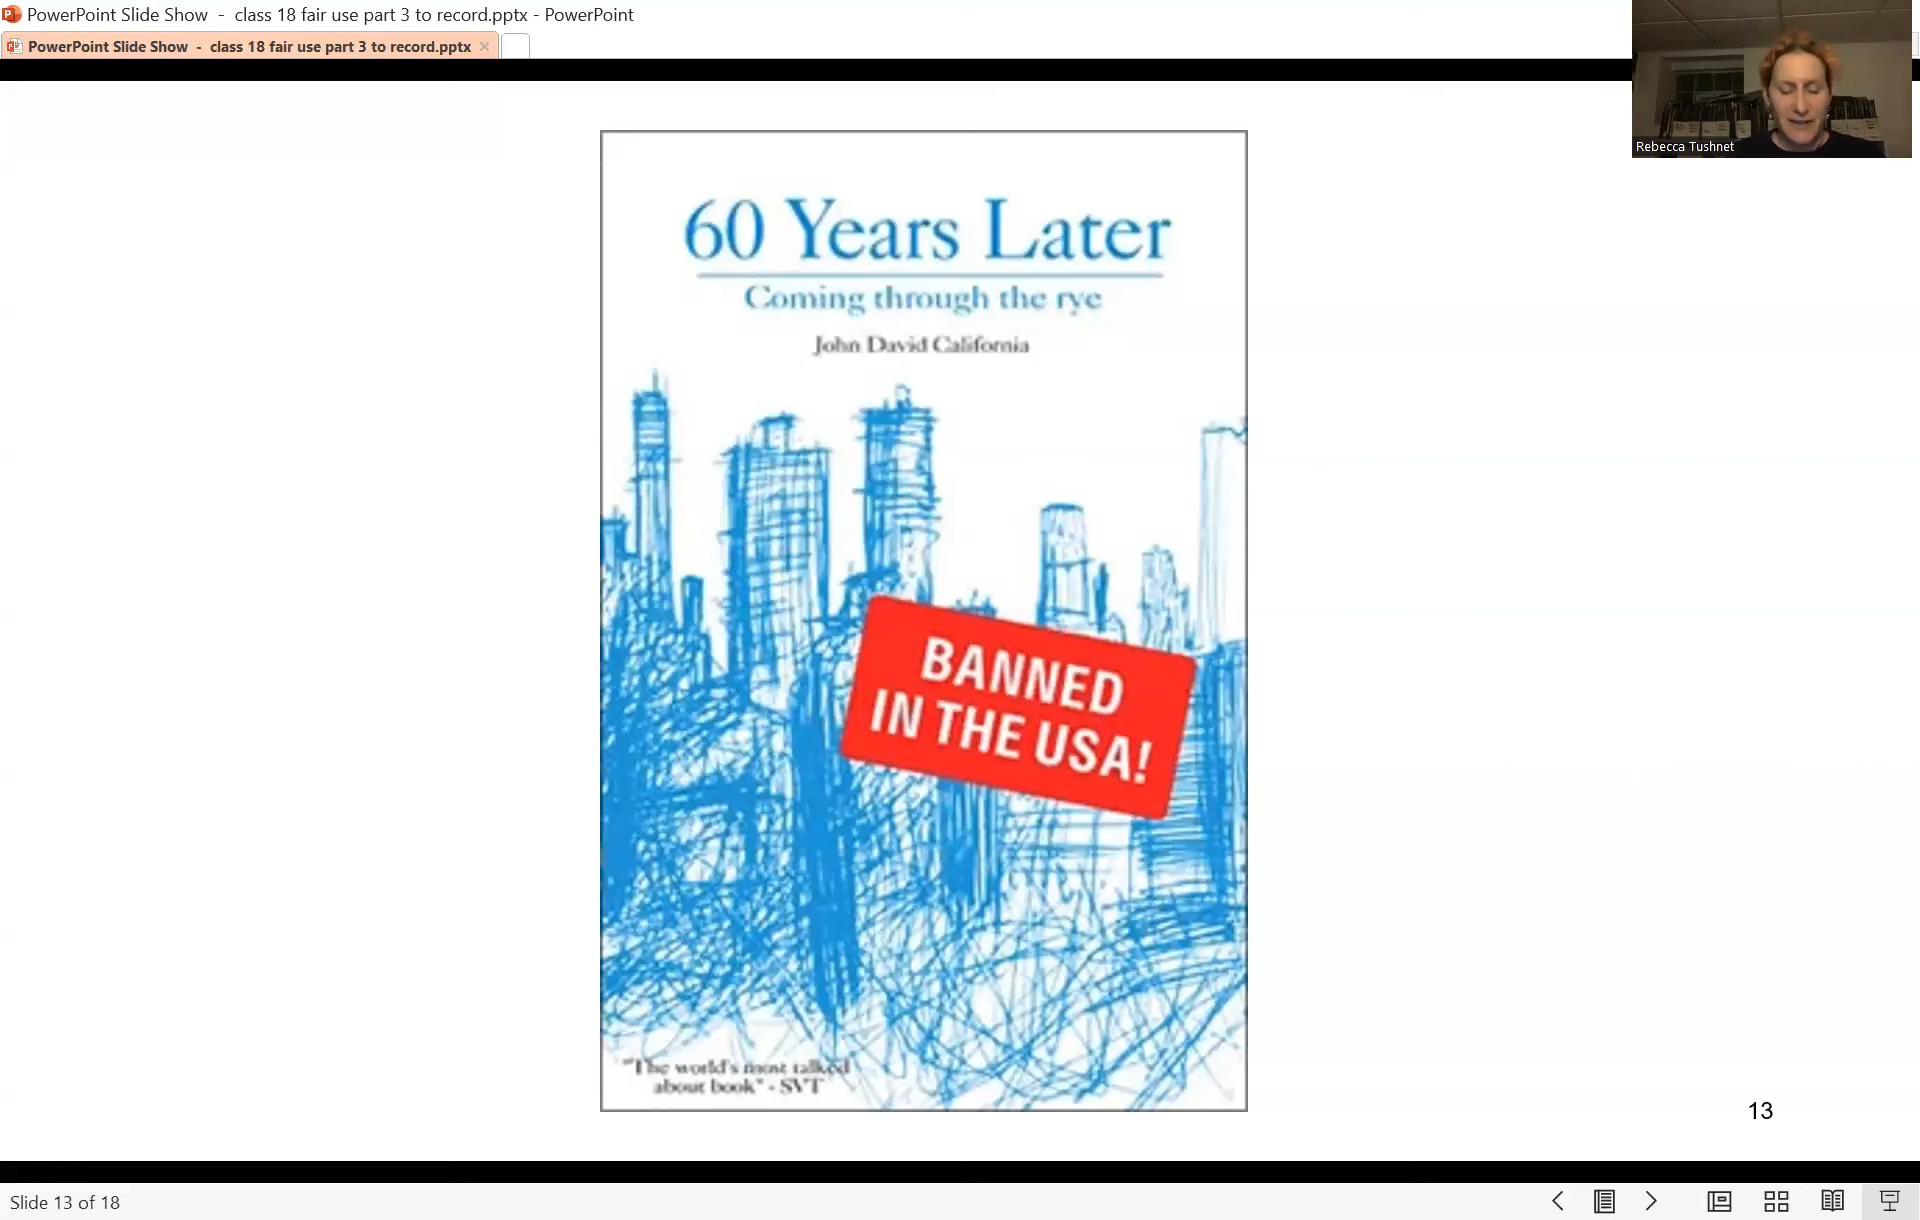 PowerPoint Slide Show - class 18 fair use part 3 to record.pptx - PowerPoint
PowerPoint Slide Show - class 18 fair use part 3 to record.pptx
Rebecca Tushnet
60 Years Later
Coming through the rye
John David California
BANNED
IN THE USA!
"The world's most talked
about book" - SVT
13
Slide 13 of 18